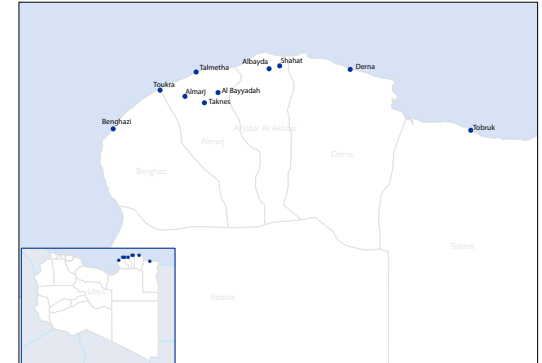 Talmetha
Albayda
Shahat
Derna
Toukra
Almarj
Al Bayyadah
Taknes
Benghazi
Tobruk
Almarj
Al Jabal Al Akhdar
Derna
Benghazi
Tobruk
Ejdabia
Libya